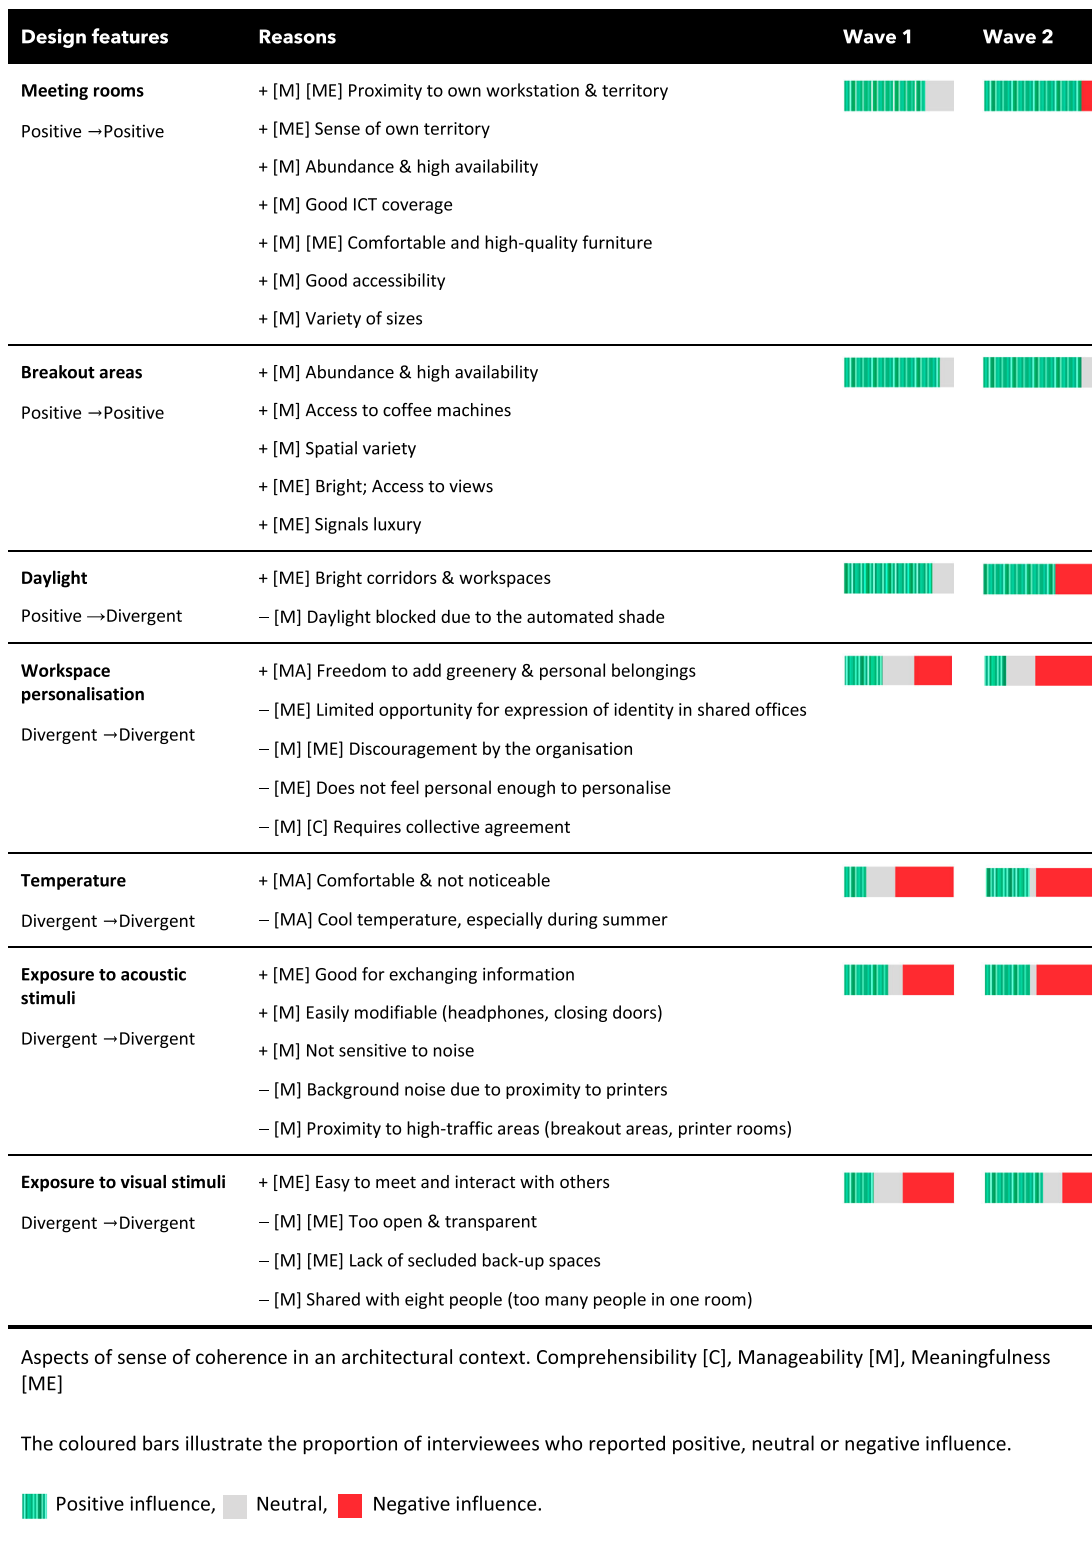 Design features Reasons Wave 1 Wave 2
Meeting rooms + [M] [ME] Proximity to own workstation & territory
Positive →Positive + [ME] Sense of own territory
+ [M] Abundance & high availability
+ [M] Good ICT coverage
+ [M] [ME] Comfortable and high-quality furniture
+ [M] Good accessibility
+ [M] Variety of sizes
Breakout areas + [M] Abundance & high availability
Positive →Positive + [M] Access to coffee machines
+ [M] Spatial variety
+ [ME] Bright; Access to views
+ [ME] Signals luxury
Daylight + [ME] Bright corridors & workspaces
Positive →Divergent – [M] Daylight blocked due to the automated shade
Workspace + [MA] Freedom to add greenery & personal belongings
personalisation
– [ME] Limited opportunity for expression of identity in shared offices
Divergent →Divergent – [M] [ME] Discouragement by the organisation
– [ME] Does not feel personal enough to personalise
– [M] [C] Requires collective agreement
Temperature + [MA] Comfortable & not noticeable
Divergent →Divergent – [MA] Cool temperature, especially during summer
Exposure to acoustic + [ME] Good for exchanging information
stimuli
+ [M] Easily modifiable (headphones, closing doors)
Divergent →Divergent + [M] Not sensitive to noise
– [M] Background noise due to proximity to printers
– [M] Proximity to high-traffic areas (breakout areas, printer rooms)
Exposure to visual stimuli + [ME] Easy to meet and interact with others
Divergent →Divergent – [M] [ME] Too open & transparent
– [M] [ME] Lack of secluded back-up spaces
– [M] Shared with eight people (too many people in one room)
Aspects of sense of coherence in an architectural context. Comprehensibility [C], Manageability [M], Meaningfulness
[ME]
The coloured bars illustrate the proportion of interviewees who reported positive, neutral or negative influence.
Positive influence, Neutral, Negative influence.